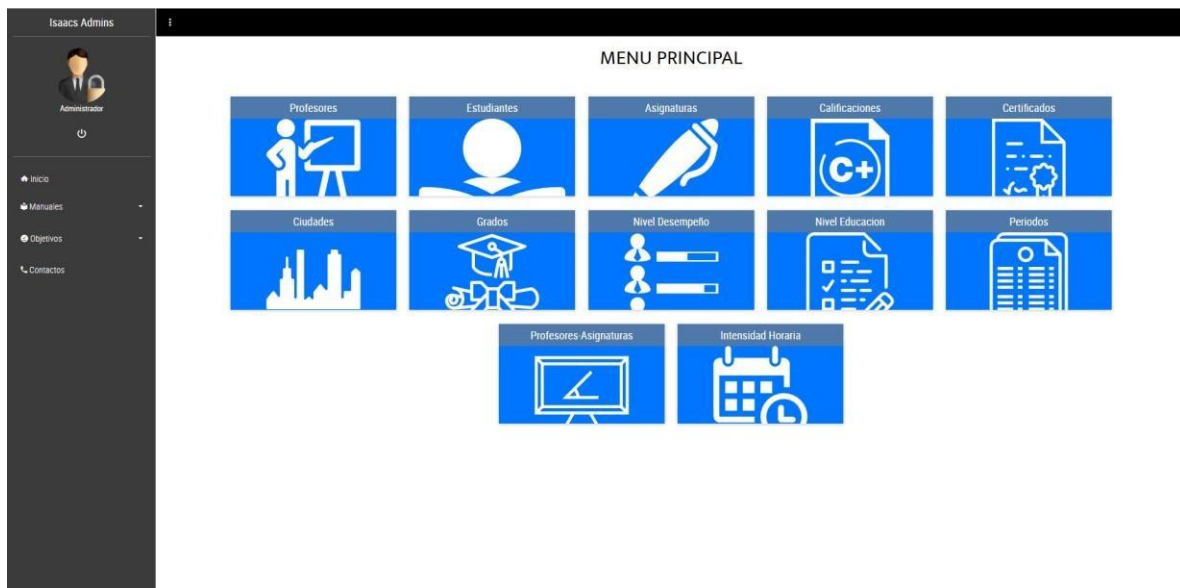 Isaacs Admins
Administrador
Inicio
Manuales
Objetivos
Contactos
MENU PRINCIPAL
Profesores
Estudiantes
Asignaturas
Calificaciones
C+
Certificados
Ciudades
Grados
Nivel Desempeño
Nivel Educacion
Periodos
Profesores-Asignaturas
Intensidad Horaria